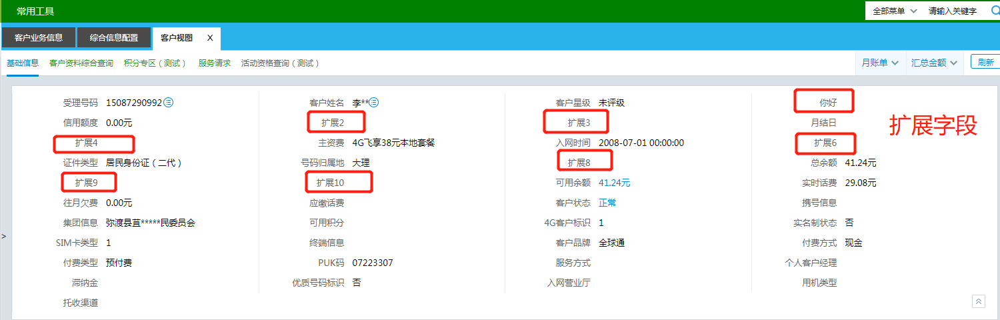 常用工具 全部菜单 请输入关键字
客户业务信息 综合信息配置 客户视图 X
基础信息 客户资料综合查询 积分专区（测试） 服务请求 活动资格查询（测试） 月账单 汇总金额 刷新
受理号码 15087290992 客户姓名 李** 客户星级 未评级 你好
信用额度 0.00元 扩展2 扩展3 月结日
扩展字段
扩展4 主资费 4G飞享38元本地套餐 入网时间 2008-07-01 00:00:00 扩展6
证件类型 居民身份证（二代） 号码归属地 大理 扩展8 总余额 41.24元
扩展9 扩展10 可用余额 41.24元 实时话费 29.08元
往月欠费 0.00元 应缴话费 客户状态 正常 携号信息
集团信息 弥渡县苴*****民委员会 可用积分 4G客户标识 1 实名制状态 否
>
SIM卡类型 1 终端信息 客户品牌 全球通 付费方式 现金
付费类型 预付费 PUK码 07223307 服务方式 个人客户经理
滞纳金 优质号码标识 否 入网营业厅 用机类型
托收渠道